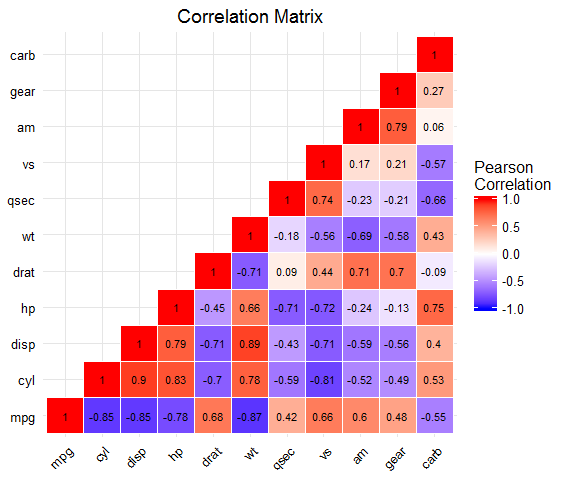 Correlation Matrix
carb 1
gear 1 0.27
am 1 0.79 0.06
vs 1 0.17 0.21 -0.57
qsec 1 0.74 -0.23 -0.21 -0.66
wt 1 -0.18 -0.56 -0.69 -0.58 0.43
drat 1 -0.71 0.09 0.44 0.71 0.7 -0.09
hp 1 -0.45 0.66 -0.71 -0.72 -0.24 -0.13 0.75
disp 1 0.79 -0.71 0.89 -0.43 -0.71 -0.59 -0.56 0.4
cyl 1 0.9 0.83 -0.7 0.78 -0.59 -0.81 -0.52 -0.49 0.53
mpg 1 -0.85 -0.85 -0.78 0.68 -0.87 0.42 0.66 0.6 0.48 -0.55
mpg cyl disp hp drat wt qsec vs am gear carb
Pearson
Correlation
1.0
0.5
0.0
-0.5
-1.0